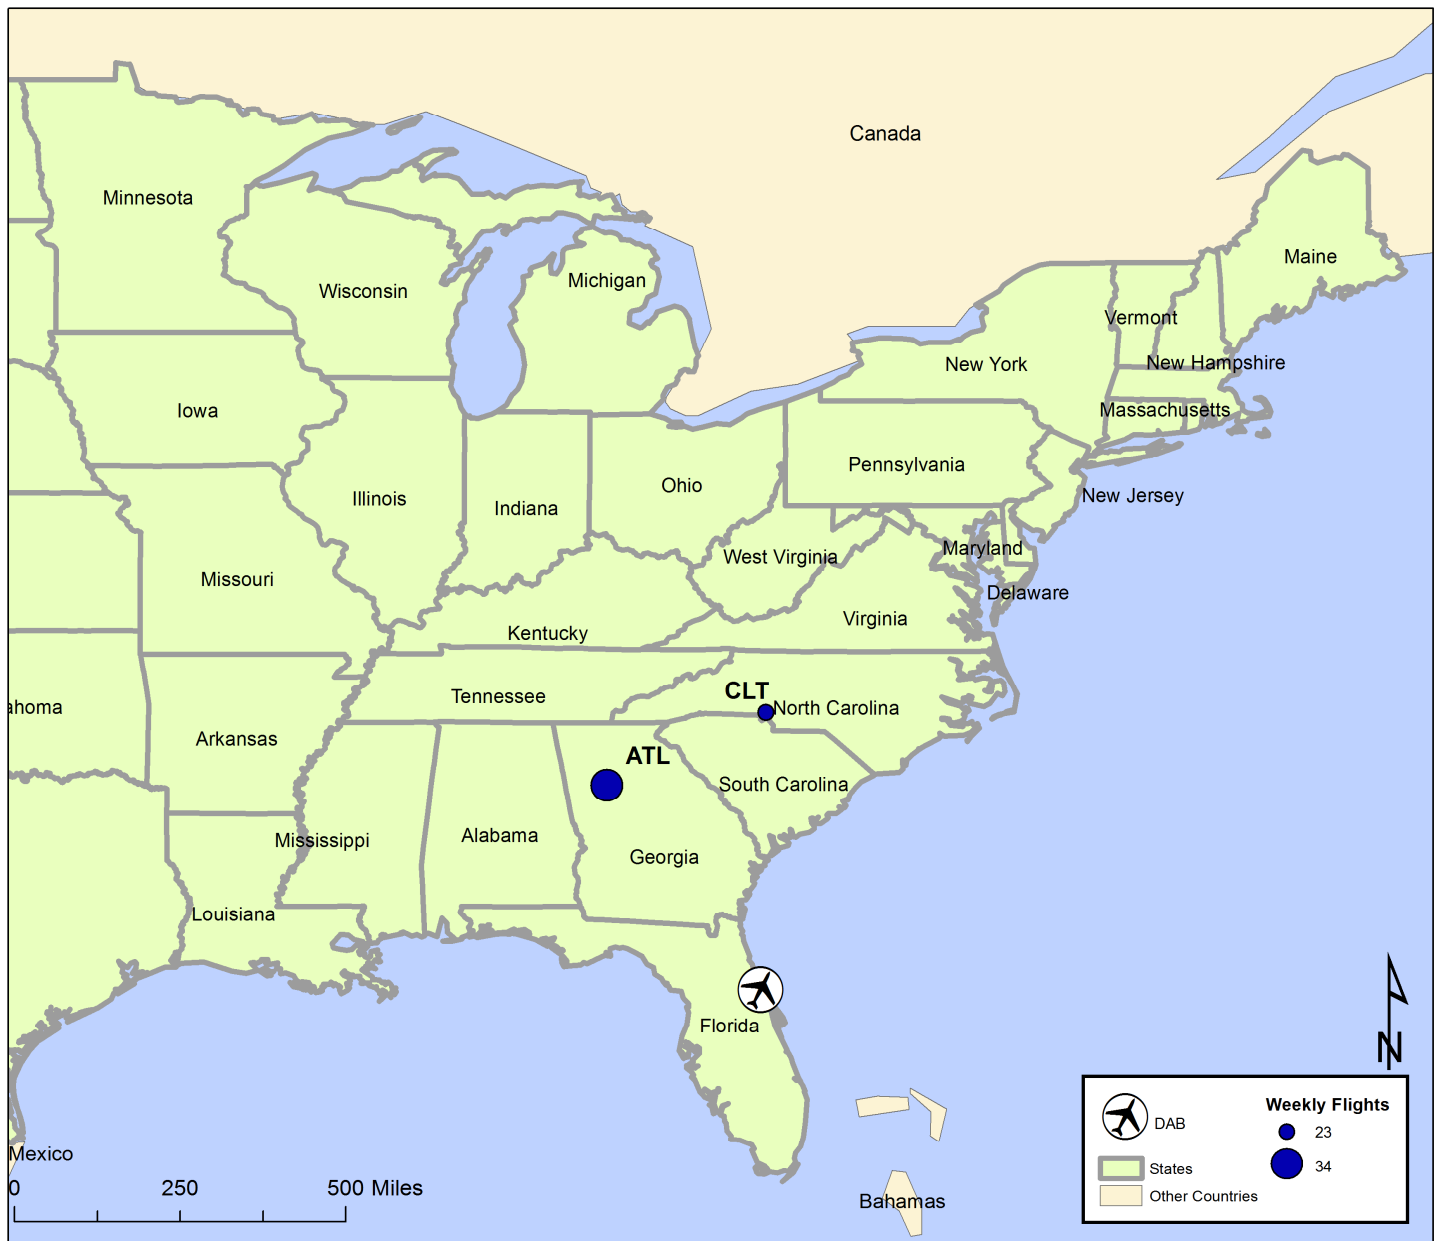 Canada
Minnesota
Maine
Wisconsin
Michigan
Vermont
New Hampshire
New York
Iowa
Massachusetts
Pennsylvania
Ohio
New Jersey
Illinois
Indiana
West Virginia
Maryland
Missouri
Delaware
Virginia
Kentucky
CLT
Tennessee
North Carolina
ahoma
Arkansas
ATL
South Carolina
Mississippi
Alabama
Georgia
Louisiana
Florida
N
Mexico
0 250 500 Miles
Bahamas
Weekly Flights
DAB
23
34
States
Other Countries